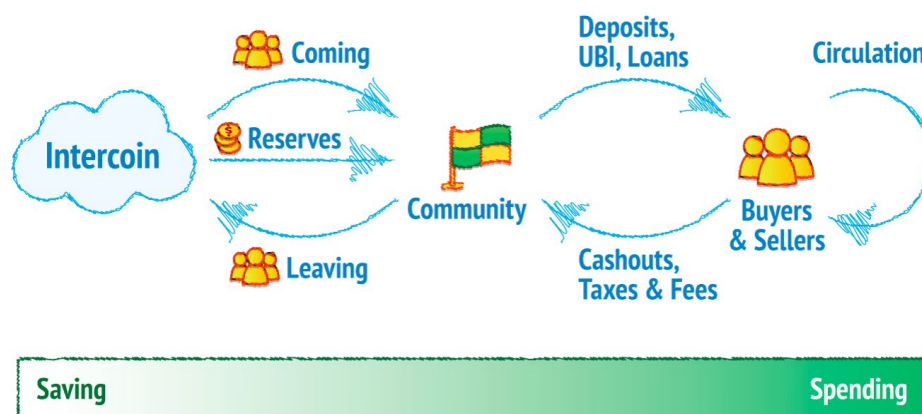 Coming
Deposits,
UBI, Loans
Circulation
Intercoin
Reserves
Community
Buyers
& Sellers
Leaving
Cashouts,
Taxes & Fees
Saving
Spending